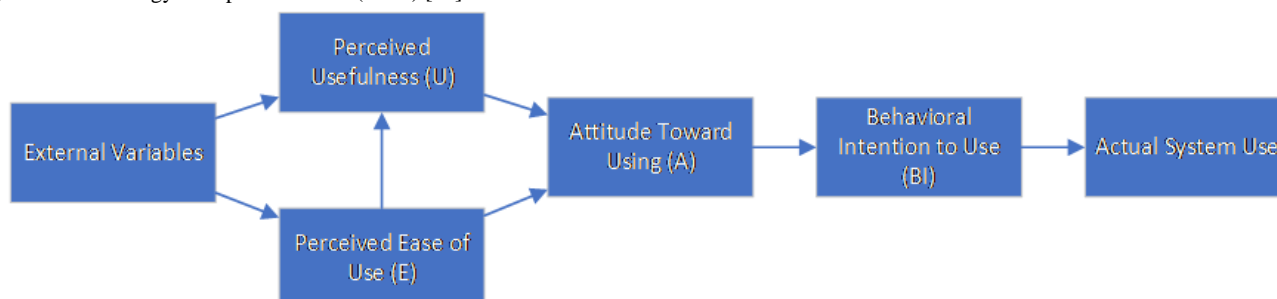 Perceived
Usefulness (U)
External Variables
Attitude Toward
Using (A)
Behavioral
Intention to Use
(BI)
Actual System Use
Perceived Ease of
Use (E)